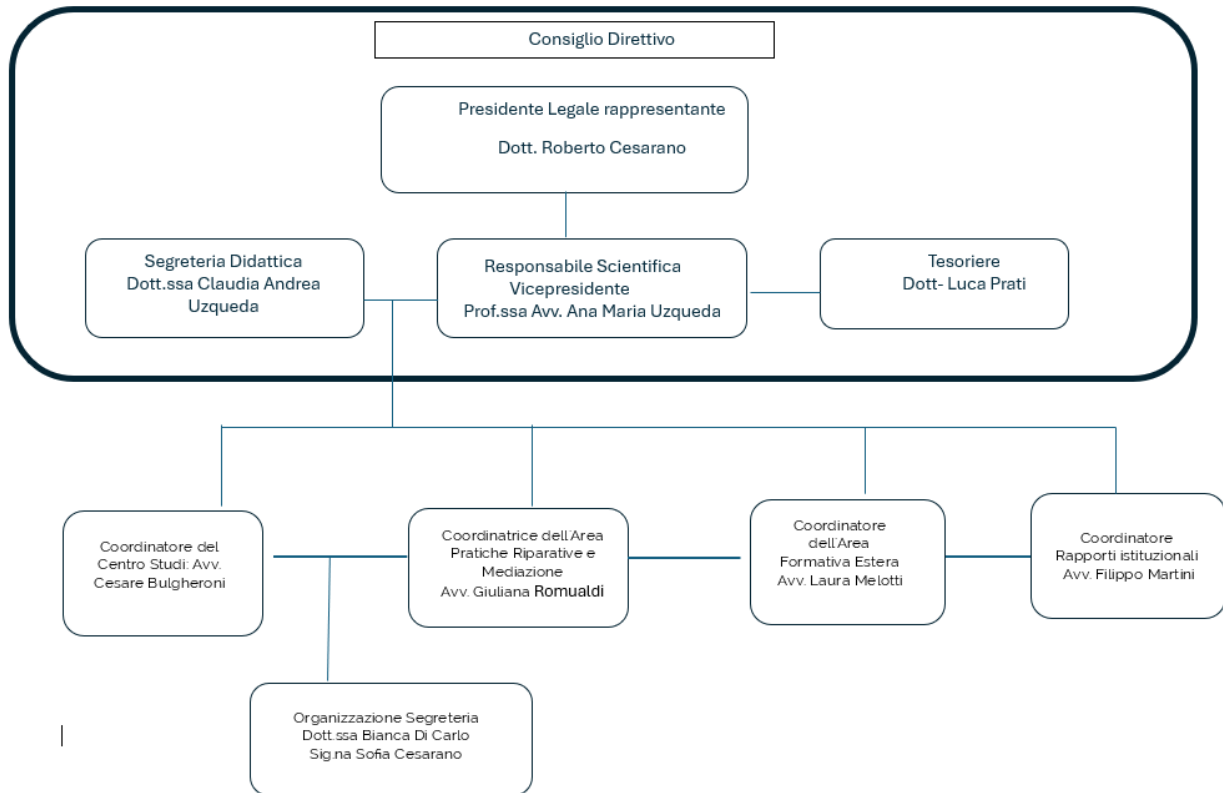 Consiglio Direttivo
Presidente Legale rappresentante
Dott. Roberto Cesarano
Segreteria Didattica
Dott.ssa Claudia Andrea
Uzqueda
Responsabile Scientifica
Vicepresidente
Prof.ssa Avv. Ana Maria Uzqueda
Tesoriere
Dott- Luca Prati
Coordinatore del
Centro Studi: Avv.
Cesare Bulgheroni
Coordinatrice dell'Area
Pratiche Riparative e
Mediazione
Avv. Giuliana Romualdi
Coordinatore
dell'Area
Formativa Estera
Avv. Laura Melotti
Coordinatore
Rapporti istituzionali
Avv. Filippo Martini
Organizzazione Segreteria
Dott.ssa Bianca Di Carlo
Sig.na Sofia Cesarano